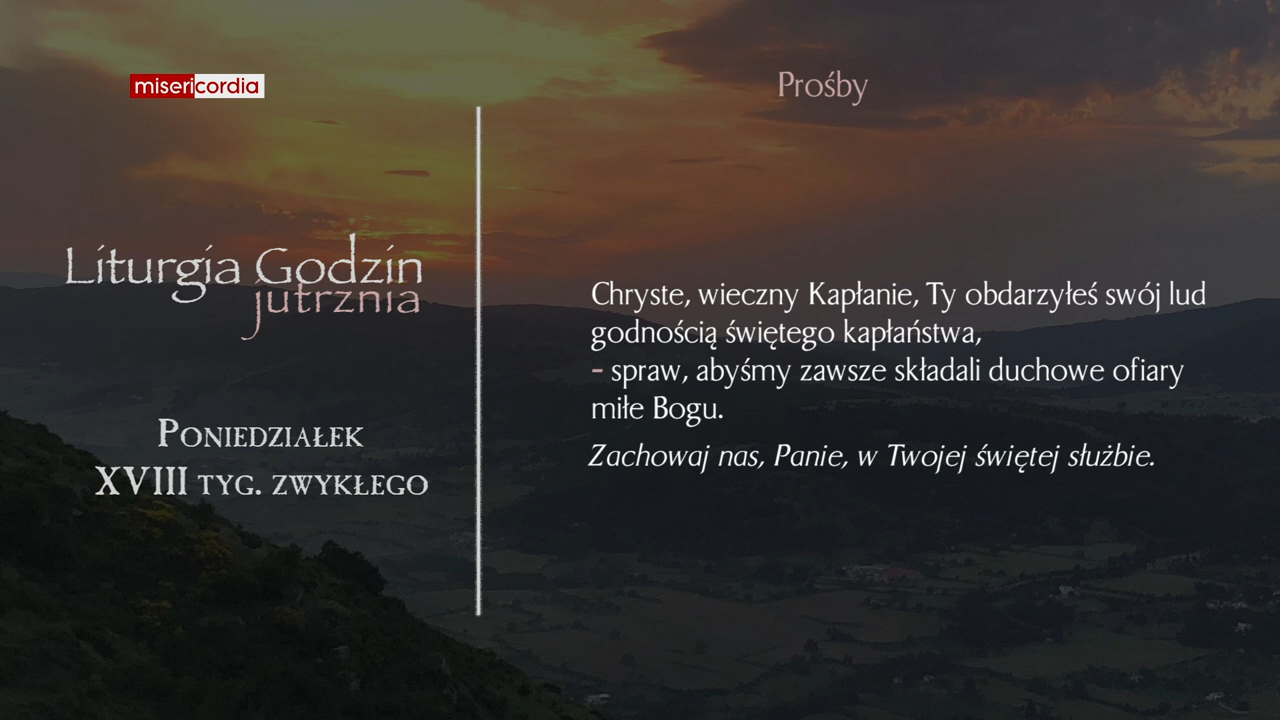 misericordia
Liturgia Godzin
jutrznia
Poniedziałek
XVIII tyg. zwykłego
Prośby
Chryste, wieczny Kapłanie, Ty obdarzyłeś swój lud
godnością świętego kapłaństwa,
- spraw, abyśmy zawsze składali duchowe ofiary
miłe Bogu.
Zachowaj nas, Panie, w Twojej świętej służbie.